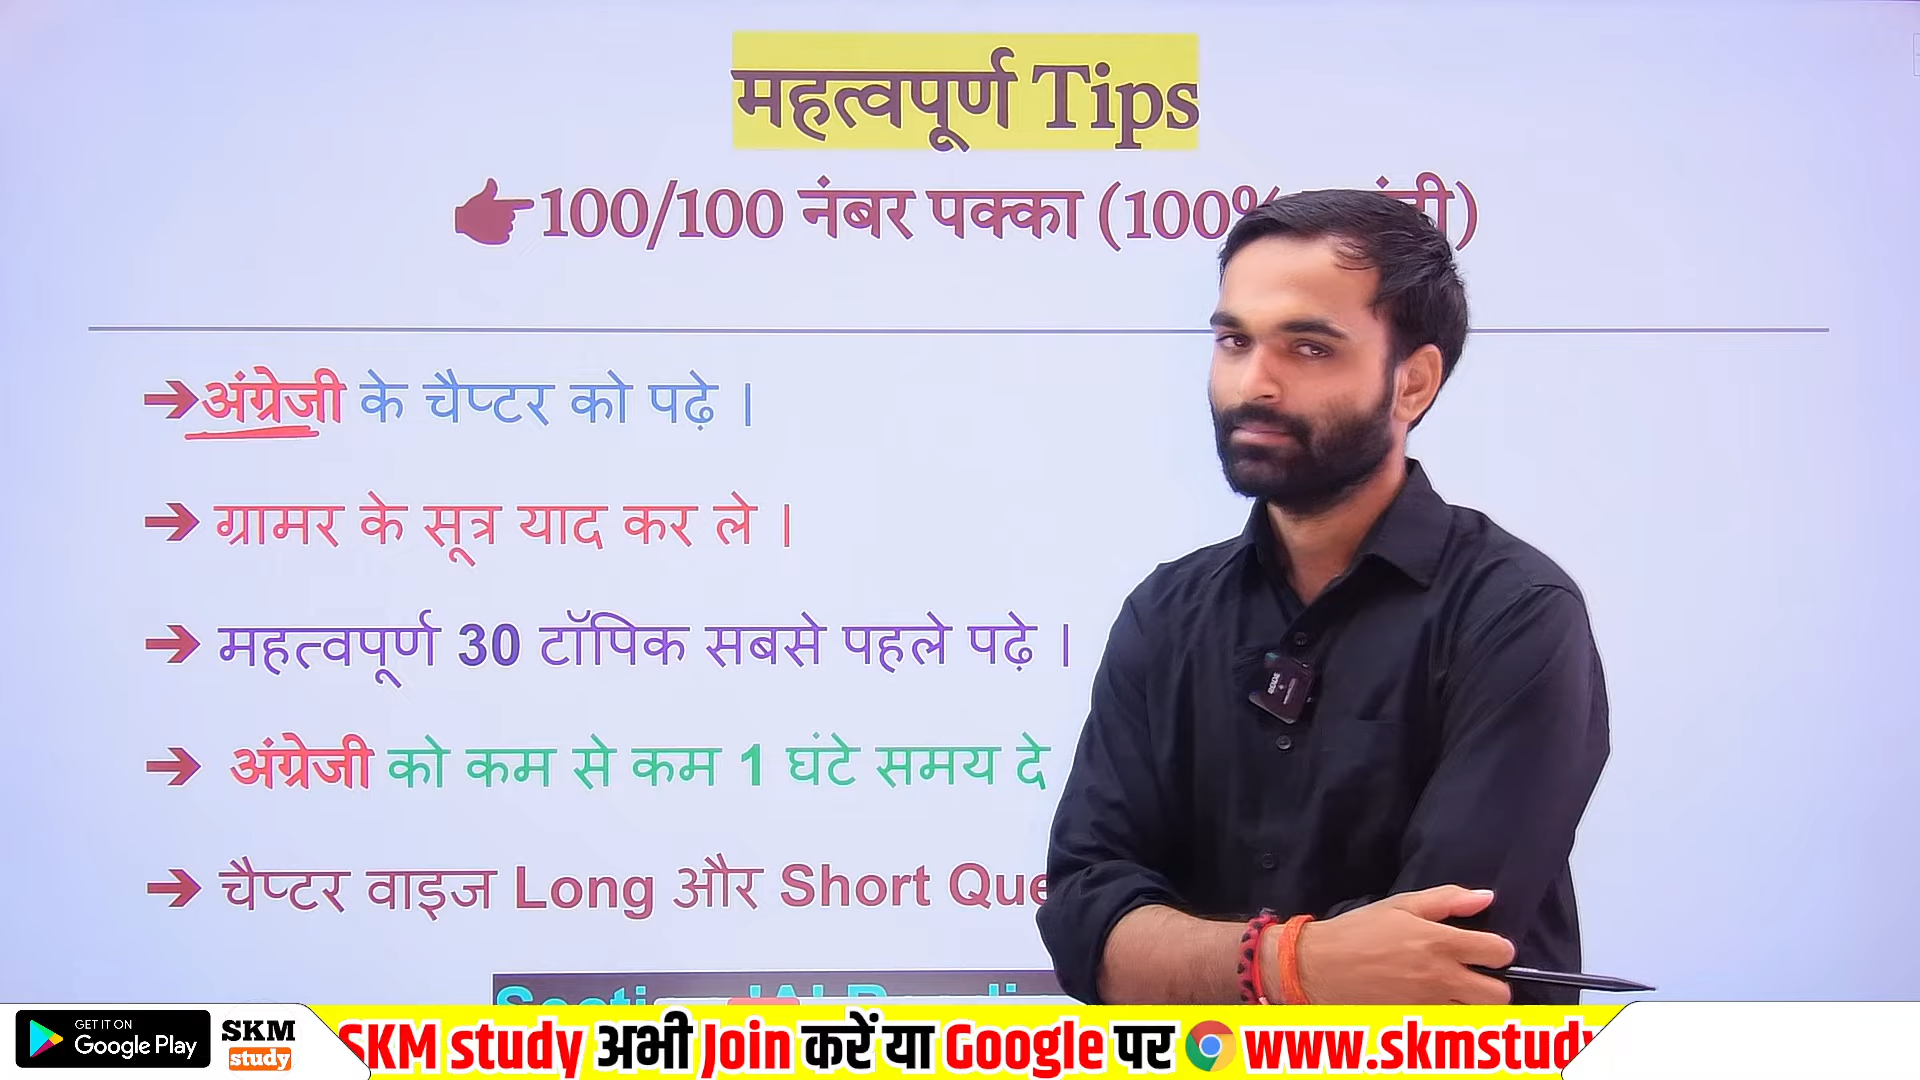 महत्वपूर्ण Tips
100/100 नंबर पक्का (100%
➔अंग्रेजी के चैप्टर को पढ़े ।
➔ ग्रामर के सूत्र याद कर ले ।
➔ महत्वपूर्ण 30 टॉपिक सबसे पहले पढ़े ।
➔ अंग्रेजी को कम से कम 1 घंटे समय दे
➔ चैप्टर वाइज Long और Short Que
GET IT ON
Google Play
SKM
study
SKM study अभी Join करें या Google पर www.skmstudy